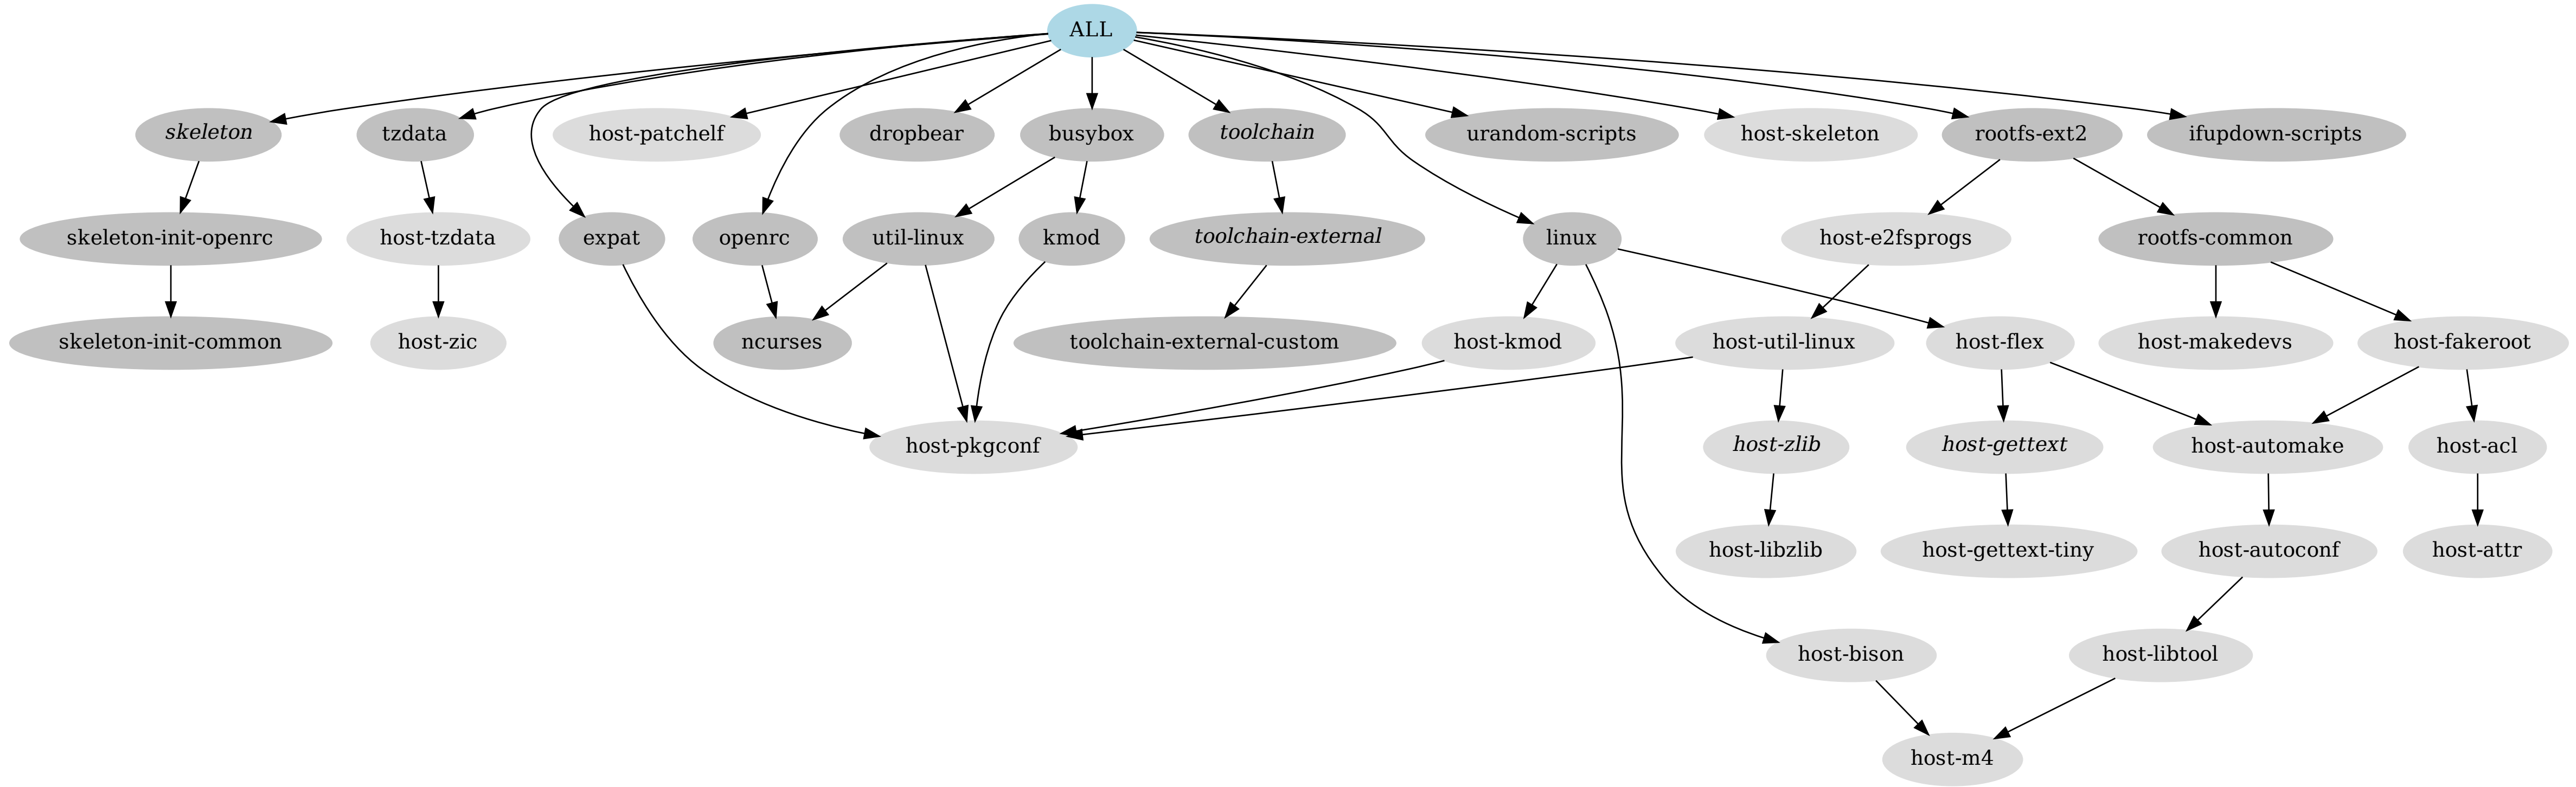 ALL
skeleton
tzdata
host-patchelf
dropbear
busybox
toolchain
urandom-scripts
host-skeleton
rootfs-ext2
ifupdown-scripts
skeleton-init-openrc
host-tzdata
expat
openrc
util-linux
kmod
toolchain-external
linux
host-e2fsprogs
rootfs-common
skeleton-init-common
host-zic
ncurses
toolchain-external-custom
host-kmod
host-util-linux
host-flex
host-makedevs
host-fakeroot
host-pkgconf
host-zlib
host-gettext
host-automake
host-acl
host-libzlib
host-gettext-tiny
host-autoconf
host-attr
host-bison
host-libtool
host-m4